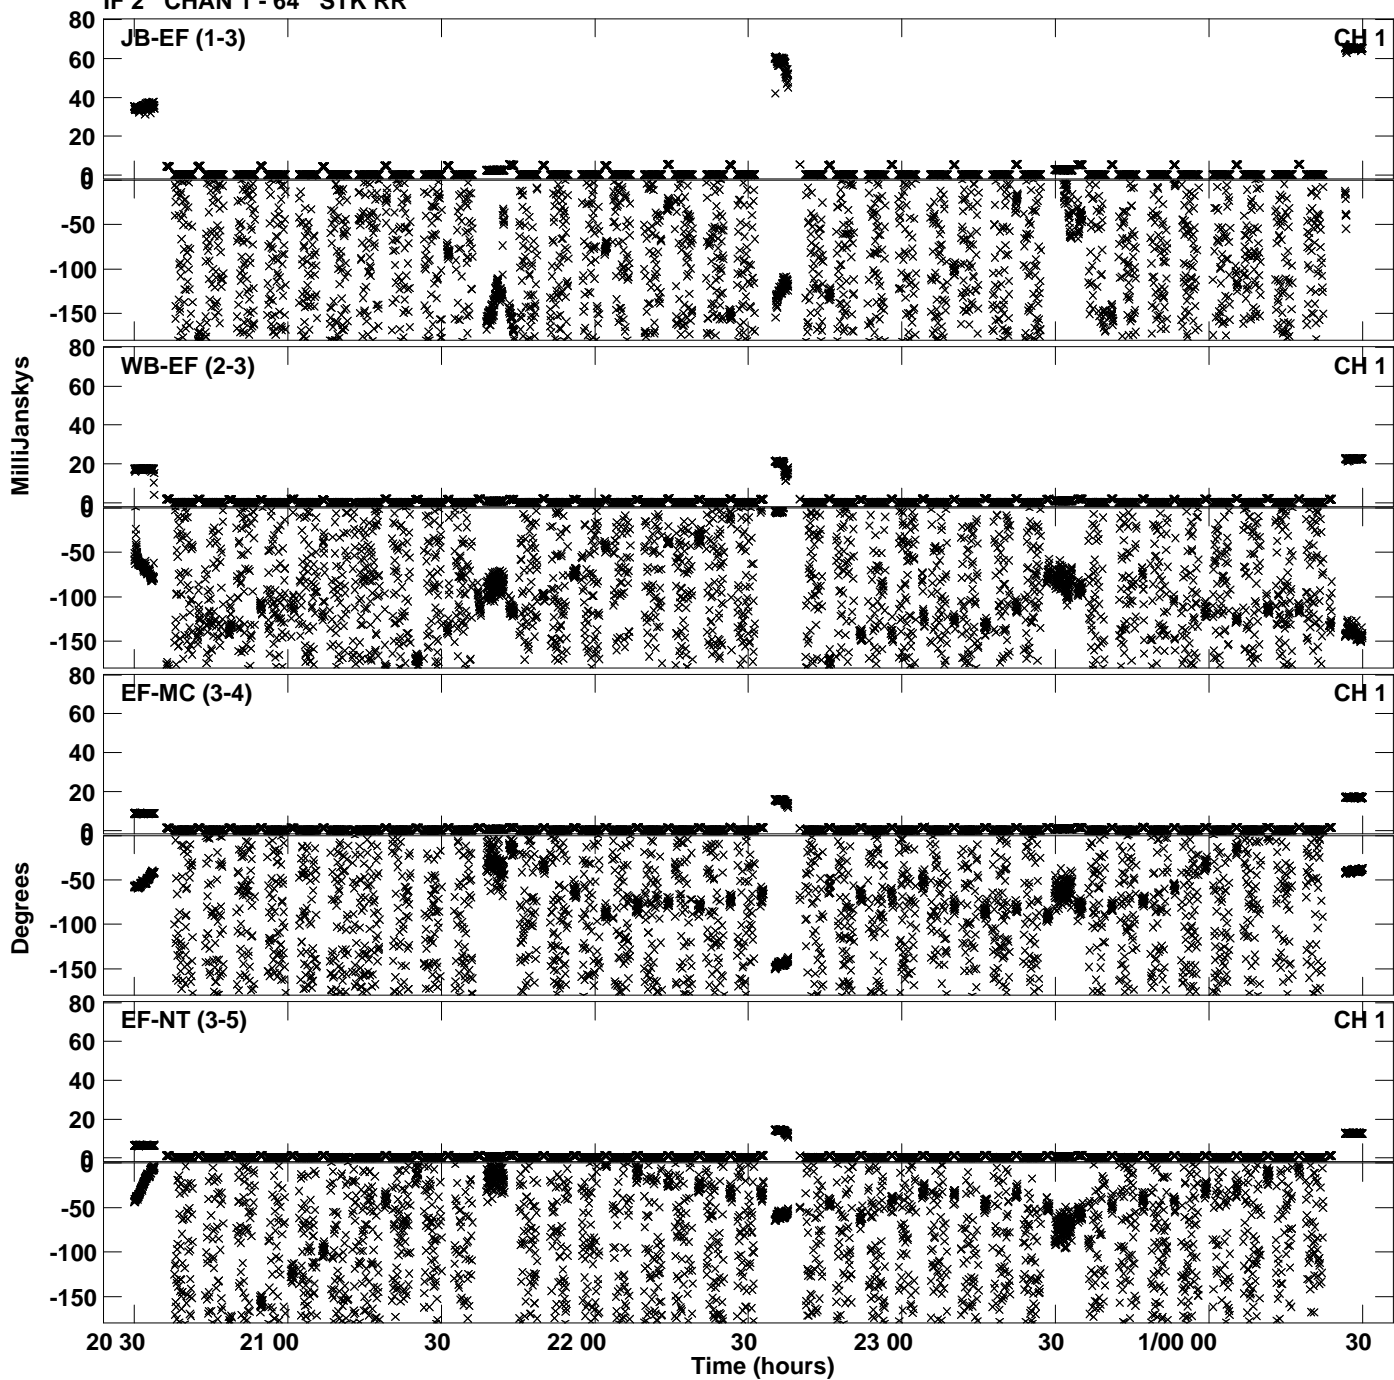 IF 2 CHAN 1 - 64 STK RR
80
JB-EF (1-3)
CH 1
60
40
20
0
0
-50
-100
-150
80
WB-EF (2-3)
CH 1
60
40
20
0
0
-50
-100
-150
MilliJanskys
80
EF-MC (3-4)
CH 1
60
40
20
0
0
-50
-100
-150
Degrees
80
EF-NT (3-5)
CH 1
60
40
20
0
0
-50
-100
-150
20 30 21 00 30 22 00 30 23 00 30 1/00 00 30
Time (hours)